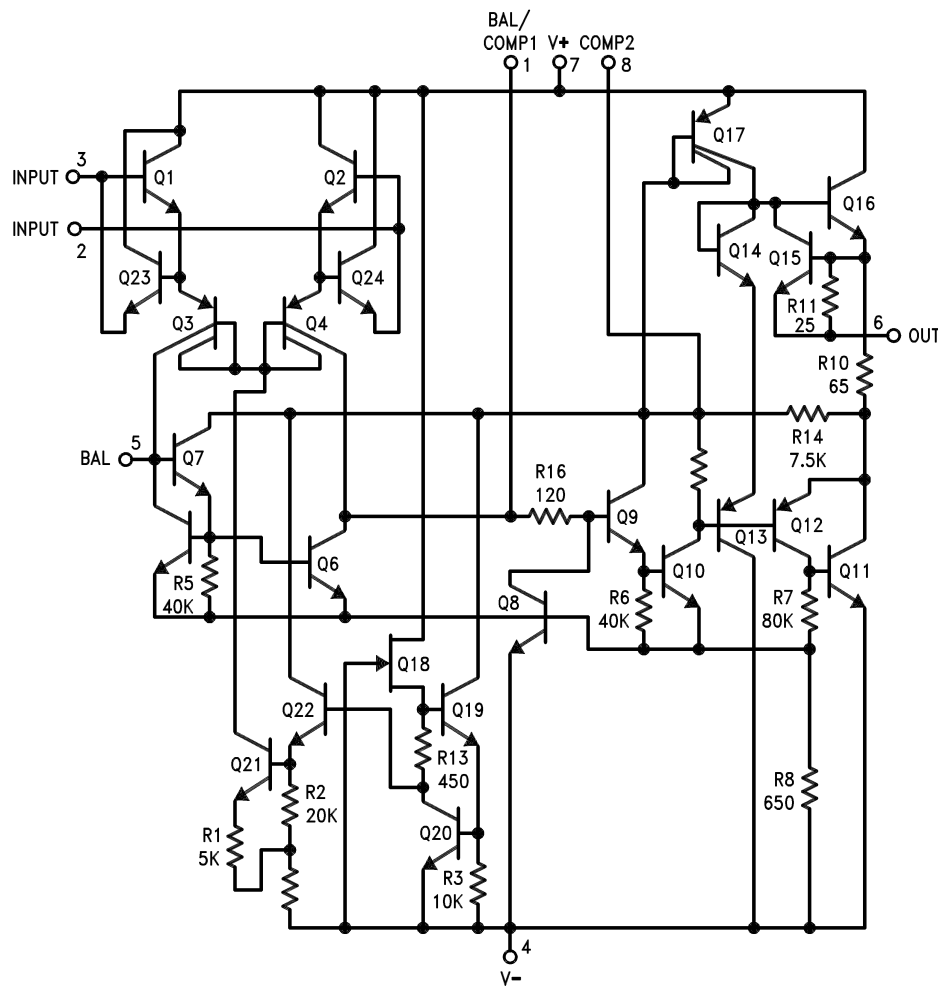 BAL/
COMP1 V+ COMP2
1 7 8
Q17
3
INPUT Q1 Q2
Q16
INPUT
2
Q14 Q15
Q23 Q24
R11
25
Q3 Q4
6
OUT
R10
65
5
BAL Q7
R14
7.5K
R16
120
Q9
Q13 Q12
Q6
Q10 Q11
R5
40K
Q8
R6
40K
R7
80K
Q18
Q22 Q19
R13
450
Q21
R2
20K
R8
650
R1
5K
Q20
R3
10K
4
V-